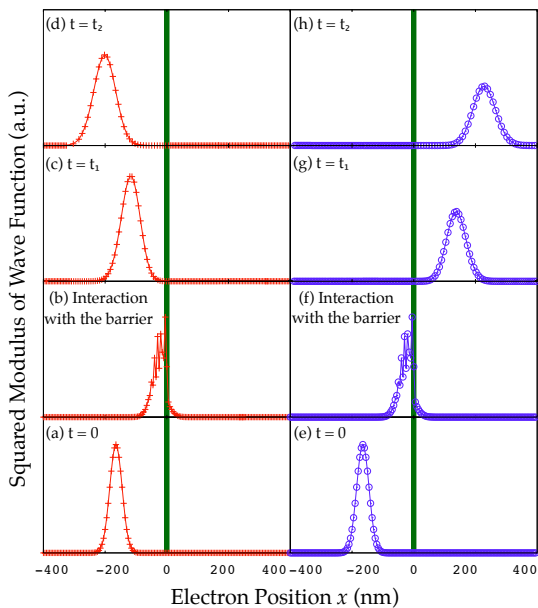 (d) t = t₂
(h) t = t₂
(c) t = t₁
(g) t = t₁
(b) Interaction
with the barrier
(f) Interaction
with the barrier
(a) t = 0
(e) t = 0
Squared Modulus of Wave Function (a.u.)
−400 −200 0 200 400 −200 0 200 400
Electron Position x (nm)